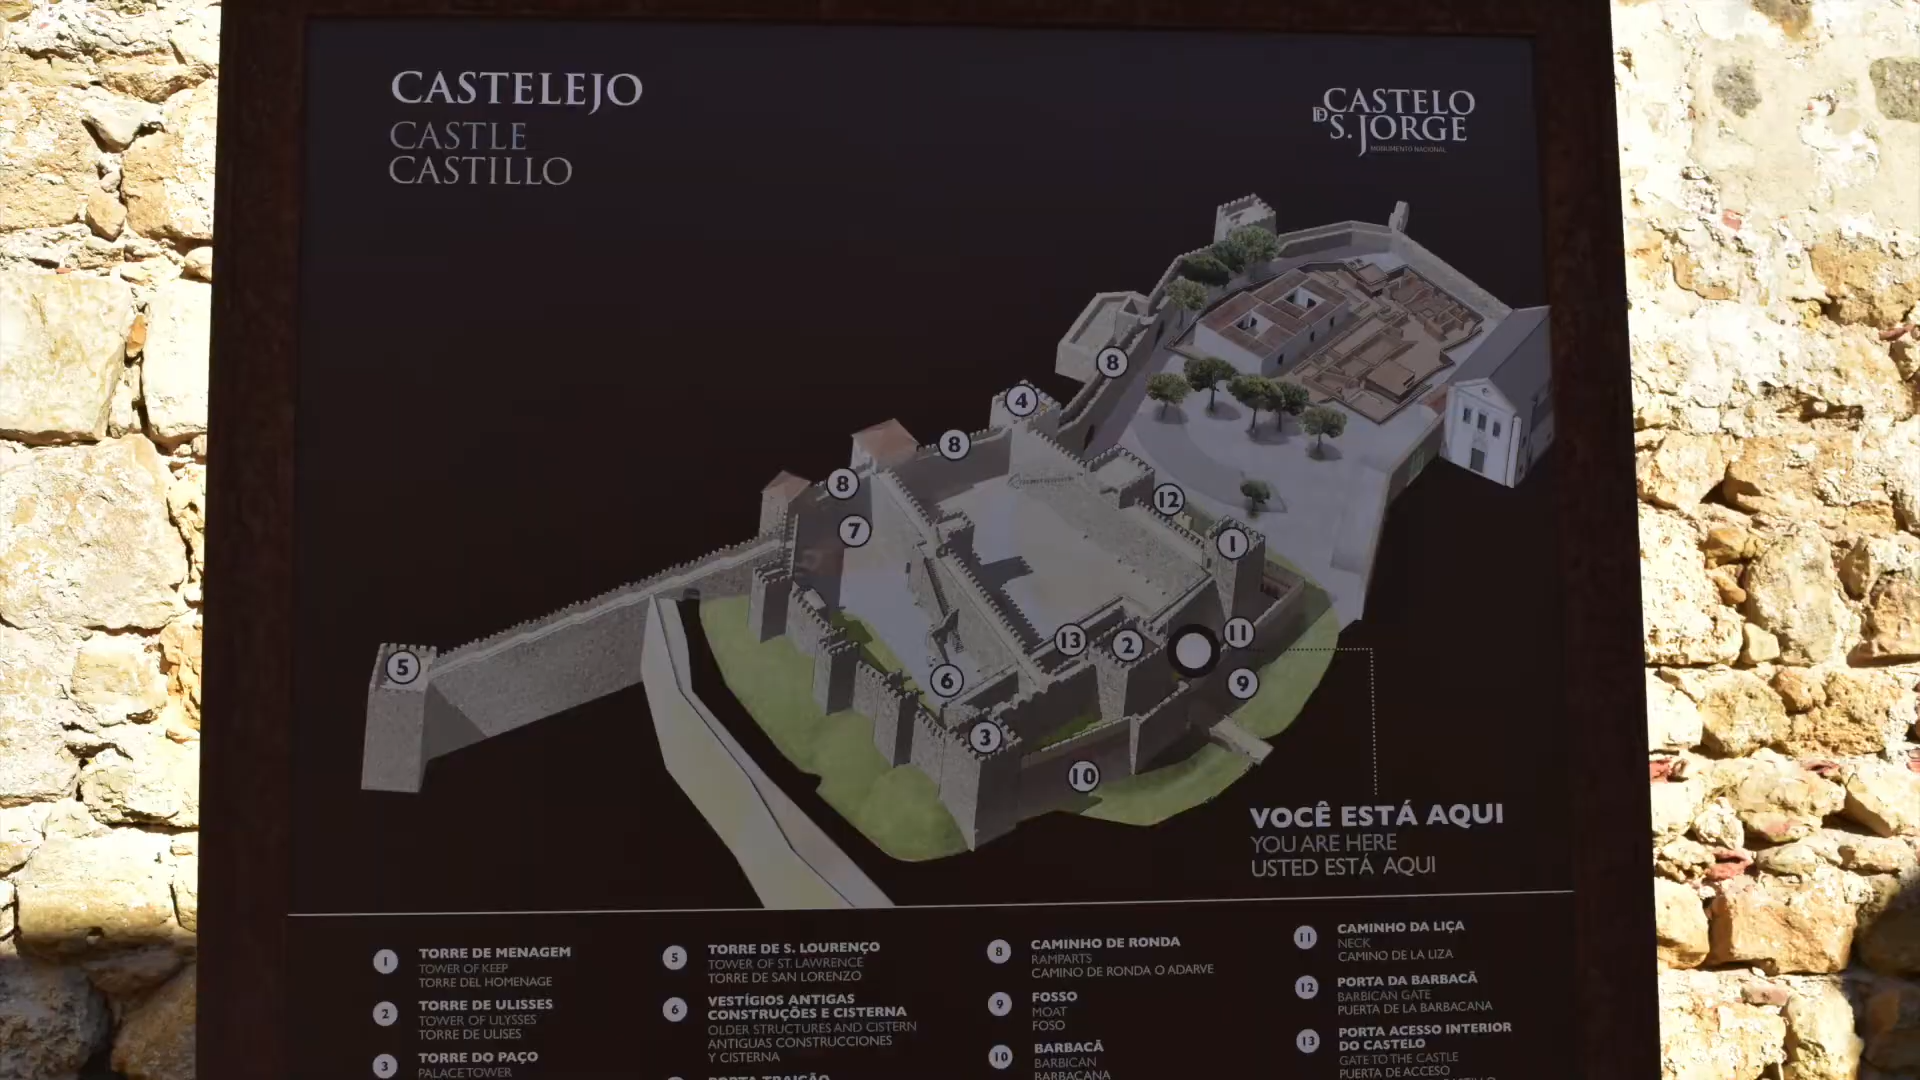 CASTELEJO
CASTLE
CASTILLO
CASTELO
DE S. JORGE
MONUMENTO NACIONAL
8
4
8
8
12
7
1
13
2
11
5
6
9
3
10
VOCÊ ESTÁ AQUI
YOU ARE HERE
USTED ESTÁ AQUI
1 TORRE DE MENAGEM
TOWER OF KEEP
TORRE DEL HOMENAGE
2 TORRE DE ULISSES
TOWER OF ULYSSES
TORRE DE ULISES
3 TORRE DO PAÇO
PALACE TOWER
5 TORRE DE S. LOURENÇO
TOWER OF ST. LAWRENCE
TORRE DE SAN LORENZO
6 VESTÍGIOS ANTIGAS
CONSTRUÇÕES E CISTERNA
OLDER STRUCTURES AND CISTERN
ANTIGUAS CONSTRUCCIONES
Y CISTERNA
PORTA TRAIÇÃO
8 CAMINHO DE RONDA
RAMPARTS
CAMINO DE RONDA O ADARVE
9 FOSSO
MOAT
FOSO
10 BARBACÃ
BARBICAN
BARBACANA
11 CAMINHO DA LIÇA
NECK
CAMINO DE LA LIZA
12 PORTA DA BARBACÃ
BARBICAN GATE
PUERTA DE LA BARBACANA
13 PORTA ACESSO INTERIOR
DO CASTELO
GATE TO THE CASTLE
PUERTA DE ACCESO